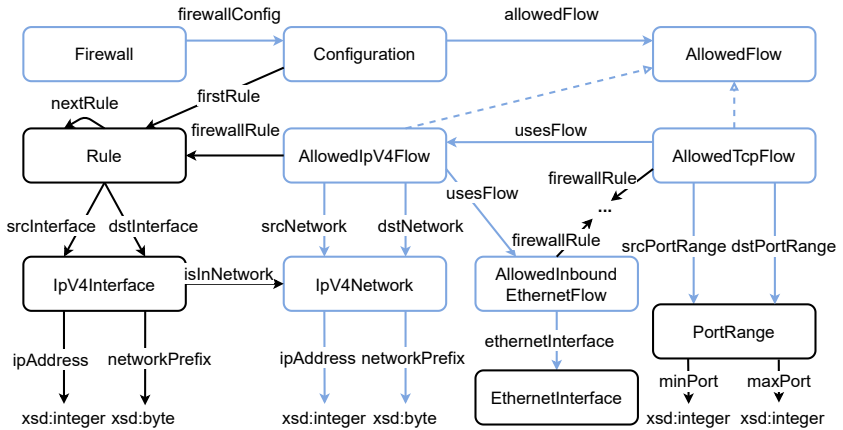 firewallConfig
allowedFlow
Firewall
Configuration
AllowedFlow
firstRule
nextRule
firewallRule
usesFlow
Rule
AllowedIpV4Flow
AllowedTcpFlow
firewallRule
usesFlow
...
srcInterface
dstInterface
srcNetwork
dstNetwork
firewallRule
srcPortRange
dstPortRange
isInNetwork
IpV4Interface
IpV4Network
AllowedInbound
EthernetFlow
PortRange
ethernetInterface
ipAddress
networkPrefix
ipAddress
networkPrefix
minPort
maxPort
EthernetInterface
xsd:integer
xsd:byte
xsd:integer
xsd:byte
xsd:integer
xsd:integer